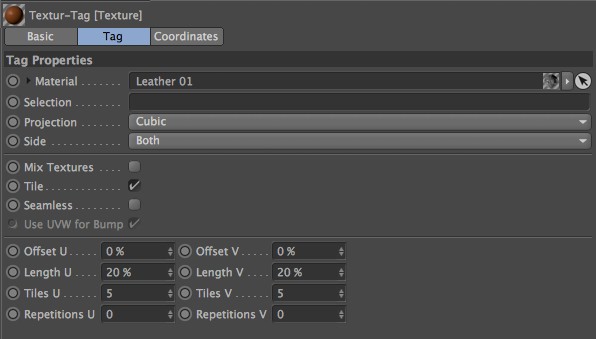 Textur-Tag [Texture]
Basic Tag Coordinates
Tag Properties
Material . . . . . . . Leather 01
Selection . . . . . . .
Projection . . . . . . Cubic
Side . . . . . . . . . . . Both
Mix Textures . . . .
Tile . . . . . . . . . . . .
Seamless . . . . . . .
Use UVW for Bump
Offset U . . . . . 0 % Offset V . . . . . 0 %
Length U . . . . 20 % Length V . . . . 20 %
Tiles U . . . . . . 5 Tiles V . . . . . . 5
Repetitions U 0 Repetitions V 0